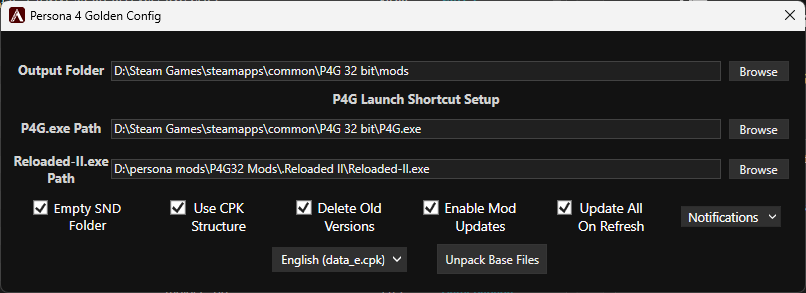 Persona 4 Golden Config
Output Folder D:\Steam Games\steamapps\common\P4G 32 bit\mods Browse
P4G Launch Shortcut Setup
P4G.exe Path D:\Steam Games\steamapps\common\P4G 32 bit\P4G.exe Browse
Reloaded-II.exe
Path D:\persona mods\P4G32 Mods\.Reloaded II\Reloaded-II.exe Browse
Empty SND
Folder
Use CPK
Structure
Delete Old
Versions
Enable Mod
Updates
Update All
On Refresh
Notifications
English (data_e.cpk) Unpack Base Files